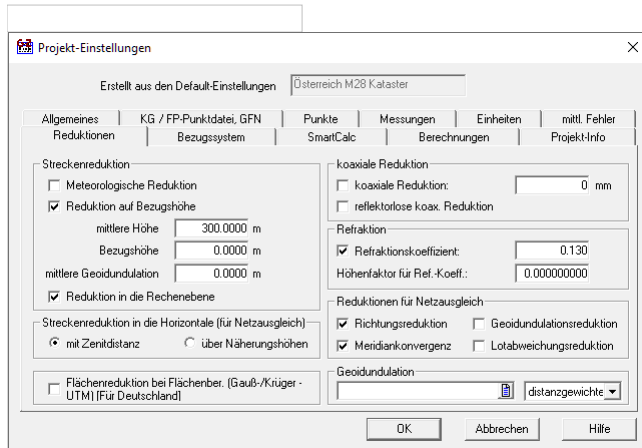 Projekt-Einstellungen
Erstellt aus den Default-Einstellungen Österreich M28 Kataster
Allgemeines KG / FP-Punktdatei, GFN Punkte Messungen Einheiten mittl. Fehler
Reduktionen Bezugssystem SmartCalc Berechnungen Projekt-Info
Streckenreduktion
Meteorologische Reduktion
Reduktion auf Bezugshöhe
mittlere Höhe 300.0000 m
Bezugshöhe 0.0000 m
mittlere Geoidundulation 0.0000 m
Reduktion in die Rechenebene
Streckenreduktion in die Horizontale (für Netzausgleich)
mit Zenitdistanz über Näherungshöhen
Flächenreduktion bei Flächenber. (Gauß-/Krüger -
UTM) (Für Deutschland)
koaxiale Reduktion
koaxiale Reduktion: 0 mm
reflektorlose koax. Reduktion
Refraktion
Refraktionskoeffizient: 0.130
Höhenfaktor für Ref.-Koeff.: 0.000000000
Reduktionen für Netzausgleich
Richtungsreduktion Geoidundulationsreduktion
Meridiankonvergenz Lotabweichungsreduktion
Geoidundulation
distanzgewichte
OK Abbrechen Hilfe